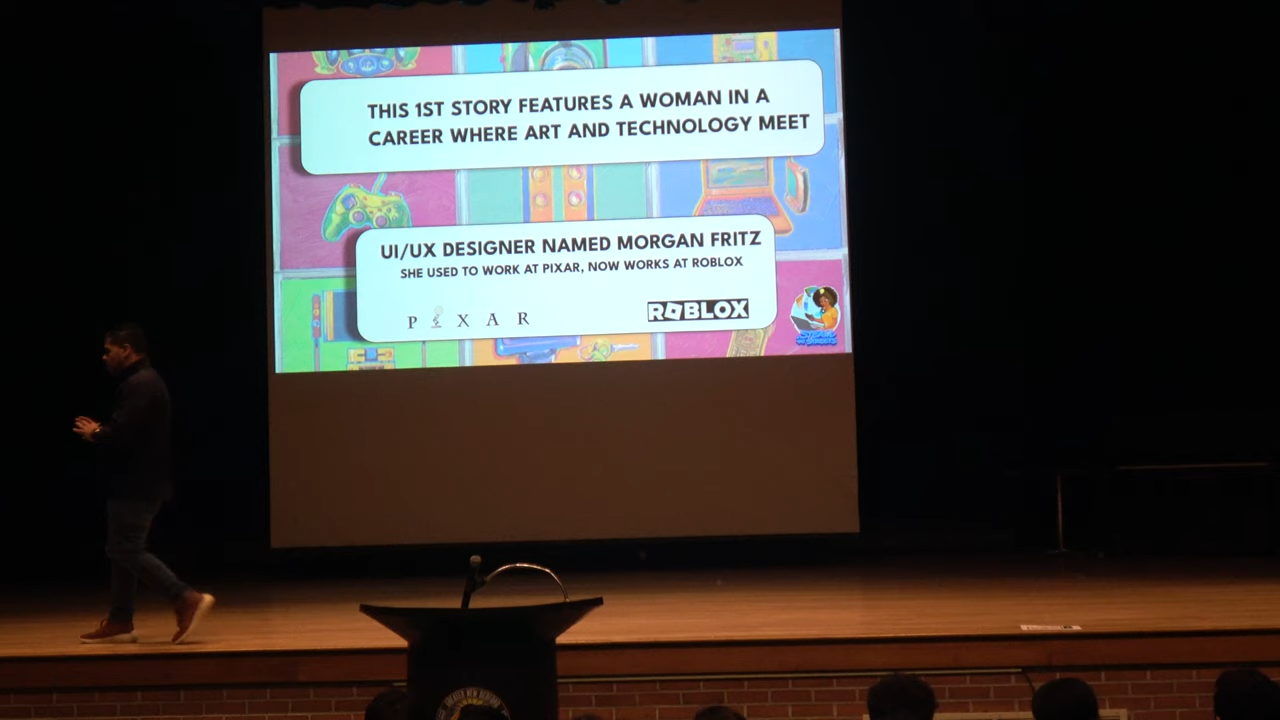 THIS 1ST STORY FEATURES A WOMAN IN A
CAREER WHERE ART AND TECHNOLOGY MEET
UI/UX DESIGNER NAMED MORGAN FRITZ
SHE USED TO WORK AT PIXAR, NOW WORKS AT ROBLOX
PIXAR
ROBLOX